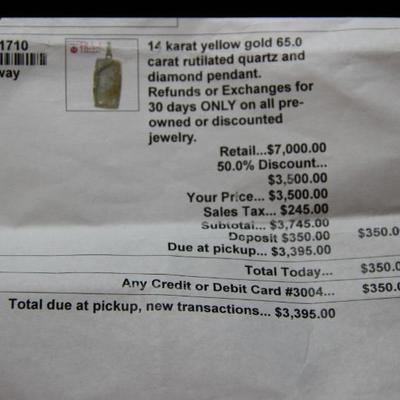 1710
way
14 karat yellow gold 65.0
carat rutilated quartz and
diamond pendant.
Refunds or Exchanges for
30 days ONLY on all pre-
owned or discounted
jewelry.
Retail...$7,000.00
50.0% Discount...
$3,500.00
Your Price... $3,500.00
Sales Tax... $245.00
Subtotal... $3,745.00
Deposit $350.00 $350.0
Due at pickup... $3,395.00
Total Today... $350.0
Any Credit or Debit Card #3004... $350.0
Total due at pickup, new transactions... $3,395.00